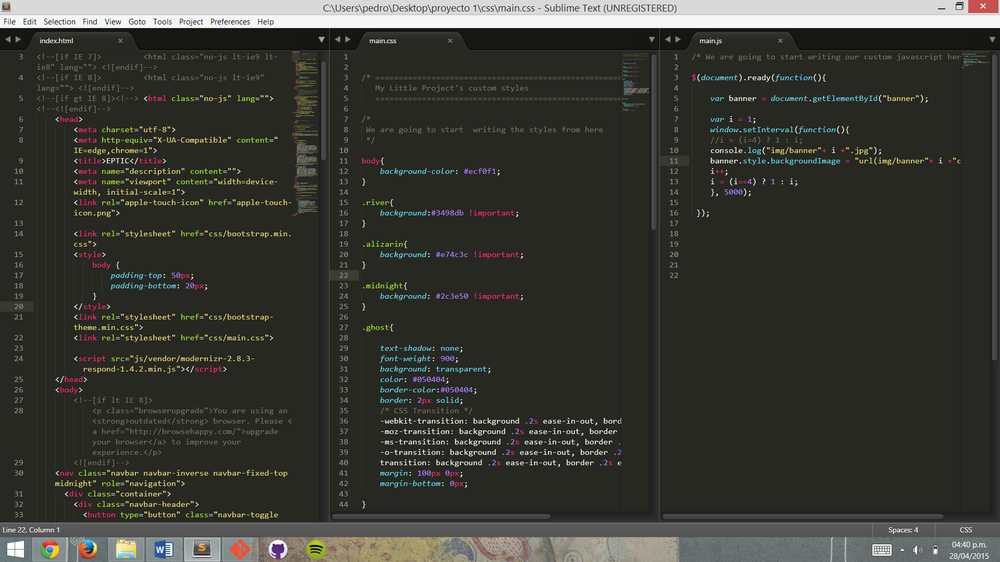 C:\Users\pedro\Desktop\proyecto 1\css\main.css - Sublime Text (UNREGISTERED)
File Edit Selection Find View Goto Tools Project Preferences Help
index.html
3 <!--[if IE 7]> <html class="no-js lt-ie9 lt-
ie8" lang=""> <![endif]-->
4 <!--[if IE 8]> <html class="no-js lt-ie9"
lang=""> <![endif]-->
5 <!--[if gt IE 8]><!--> <html class="no-js" lang="">
<!--<![endif]-->
6 <head>
7 <meta charset="utf-8">
8 <meta http-equiv="X-UA-Compatible" content="
IE=edge,chrome=1">
9 <title>EPTIC</title>
10 <meta name="description" content="">
11 <meta name="viewport" content="width=device-
width, initial-scale=1">
12 <link rel="apple-touch-icon" href="apple-touch-
icon.png">
13
14 <link rel="stylesheet" href="css/bootstrap.min.
css">
15 <style>
16 body {
17 padding-top: 50px;
18 padding-bottom: 20px;
19 }
20 </style>
21 <link rel="stylesheet" href="css/bootstrap-
theme.min.css">
22 <link rel="stylesheet" href="css/main.css">
23
24 <script src="js/vendor/modernizr-2.8.3-
respond-1.4.2.min.js"></script>
25 </head>
26 <body>
27 <!--[if lt IE 8]>
28 <p class="browserupgrade">You are using an
<strong>outdated</strong> browser. Please <
a href="http://browsehappy.com/">upgrade
your browser</a> to improve your
experience.</p>
29 <![endif]-->
30 <nav class="navbar navbar-inverse navbar-fixed-top
midnight" role="navigation">
31 <div class="container">
32 <div class="navbar-header">
33 <button type="button" class="navbar-toggle
main.css
1
2
3 /* =====================================================
4 My Little Project's custom styles
5 =====================================================
6
7 /*
8 We are going to start  writing the styles from here
9 */
10
11 body{
12 background-color: #ecf0f1;
13 }
14
15 .river{
16 background:#3498db !important;
17 }
18
19 .alizarin{
20 background: #e74c3c !important;
21 }
22
23 .midnight{
24 background: #2c3e50 !important;
25 }
26
27 .ghost{
28
29 text-shadow: none;
30 font-weight: 900;
31 background: transparent;
32 color: #050404;
33 border-color:#050404;
34 border: 2px solid;
35 /* CSS Transition */
36 -webkit-transition: background .2s ease-in-out, bord
37 -moz-transition: background .2s ease-in-out, border
38 -ms-transition: background .2s ease-in-out, border .
39 -o-transition: background .2s ease-in-out, border .2
40 transition: background .2s ease-in-out, border .2s e
41 margin: 100px 0px;
42 margin-bottom: 0px;
43
44 }
main.js
1 /* We are going to start writing our custom javascript her
2
3 $(document).ready(function(){
4
5 var banner = document.getElementById("banner");
6
7 var i = 1;
8 window.setInterval(function(){
9 //i = (i=4) ? 1 : i;
10 console.log("img/banner"+ i +".jpg");
11 banner.style.backgroundImage = "url(img/banner"+ i +"c
12 i++;
13 i = (i==4) ? 1 : i;
14 }, 5000);
15
16 });
17
18
19
20
21
22
Line 22, Column 1
Spaces: 4
CSS
04:40 p.m.
28/04/2015